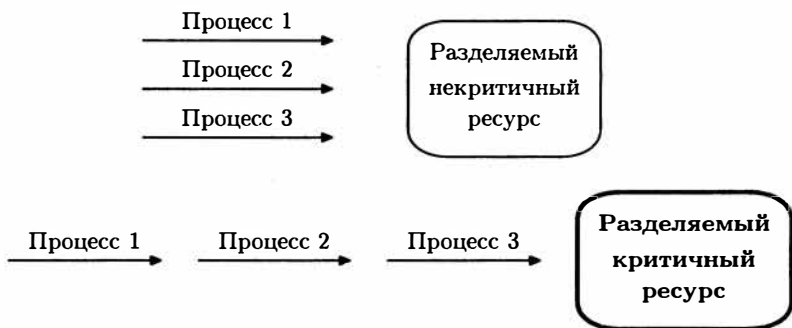 Процесс 1
Процесс 2
Процесс 3
Разделяемый
некритичный
ресурс
Процесс 1
Процесс 2
Процесс 3
Разделяемый
критичный
ресурс